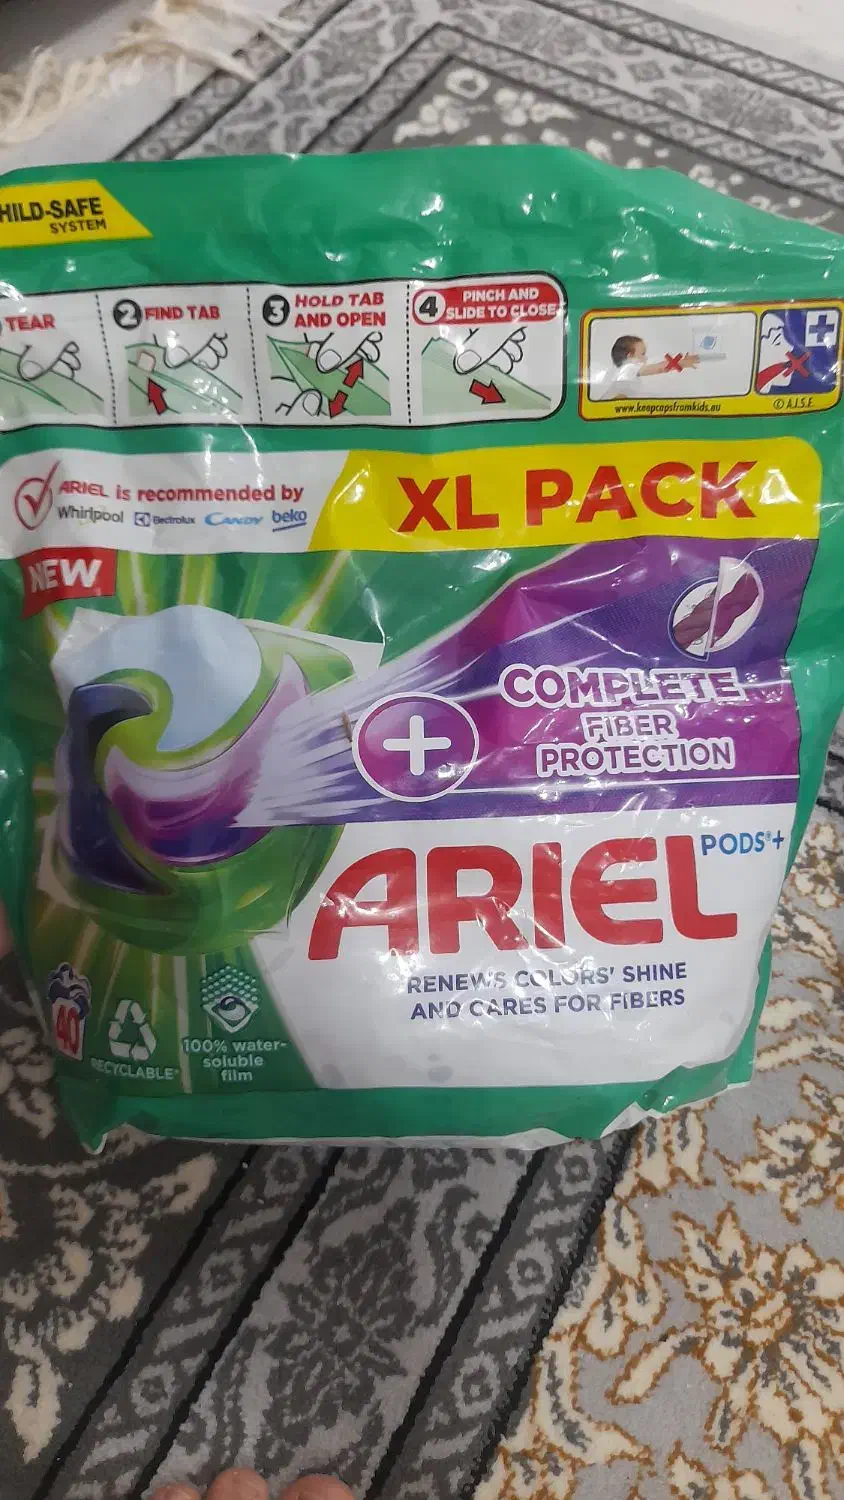 HILD-SAFE
SYSTEM
TEAR
2 FIND TAB
3 HOLD TAB
AND OPEN
4 PINCH AND
SLIDE TO CLOSE
www.keepcapsfromkids.eu
© A.I.S.E.
ARIEL is recommended by
Whirlpool Electrolux CANDY beko
XL PACK
NEW
COMPLETE
FIBER
PROTECTION
ARIEL PODS®+
RENEWS COLORS' SHINE
AND CARES FOR FIBERS
40
RECYCLABLE*
100% water-
soluble
film